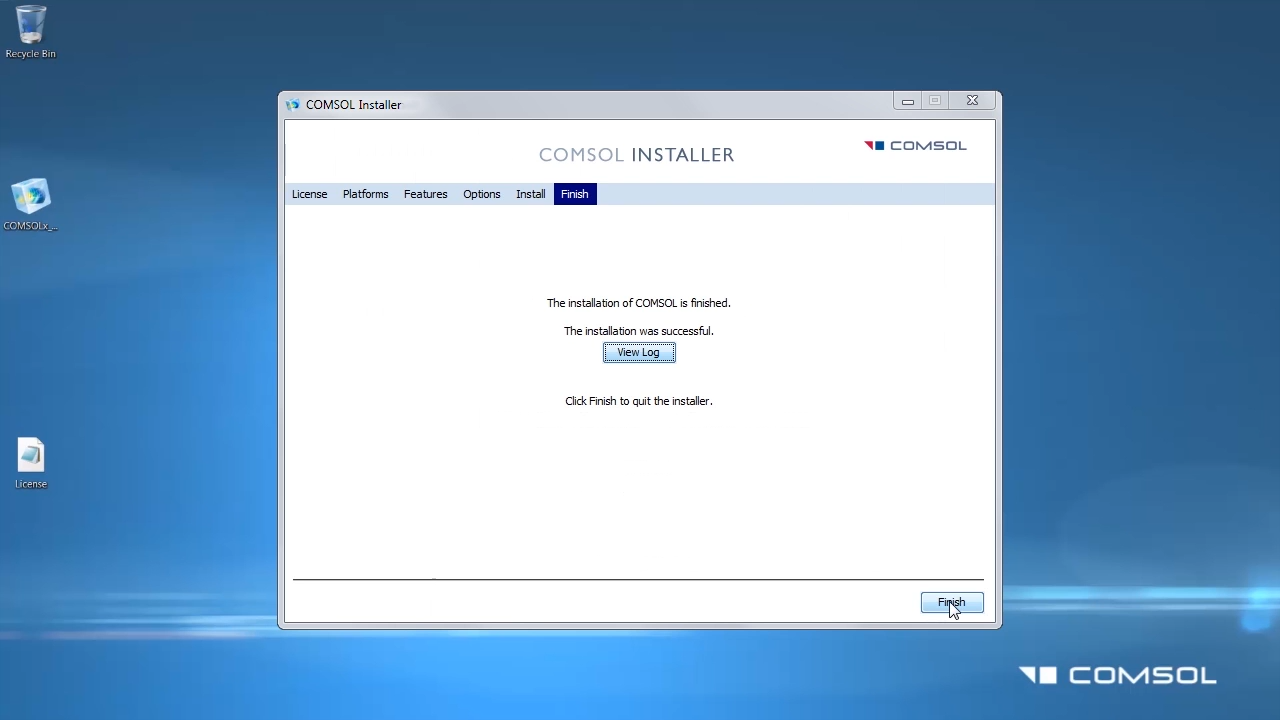 Recycle Bin
COMSOLx_...
License
COMSOL Installer
COMSOL INSTALLER
COMSOL
License Platforms Features Options Install Finish
The installation of COMSOL is finished.
The installation was successful.
View Log
Click Finish to quit the installer.
Finish
COMSOL